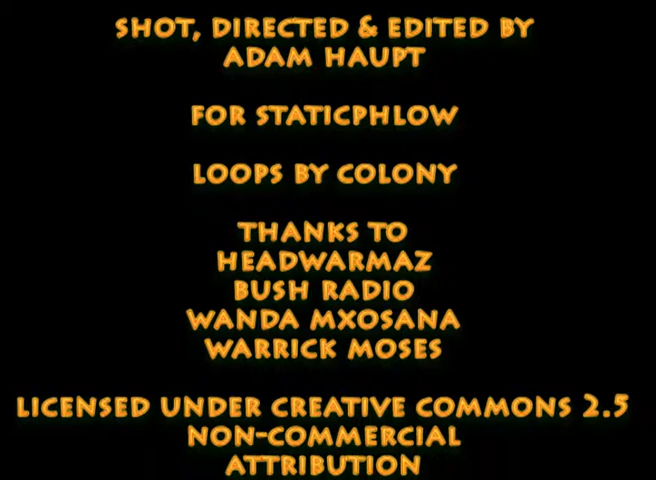 SHOT, DIRECTED & EDITED BY
ADAM HAUPT
FOR STATICPHLOW
LOOPS BY COLONY
THANKS TO
HEADWARMAZ
BUSH RADIO
WANDA MXOSANA
WARRICK MOSES
LICENSED UNDER CREATIVE COMMONS 2.5
NON-COMMERCIAL
ATTRIBUTION